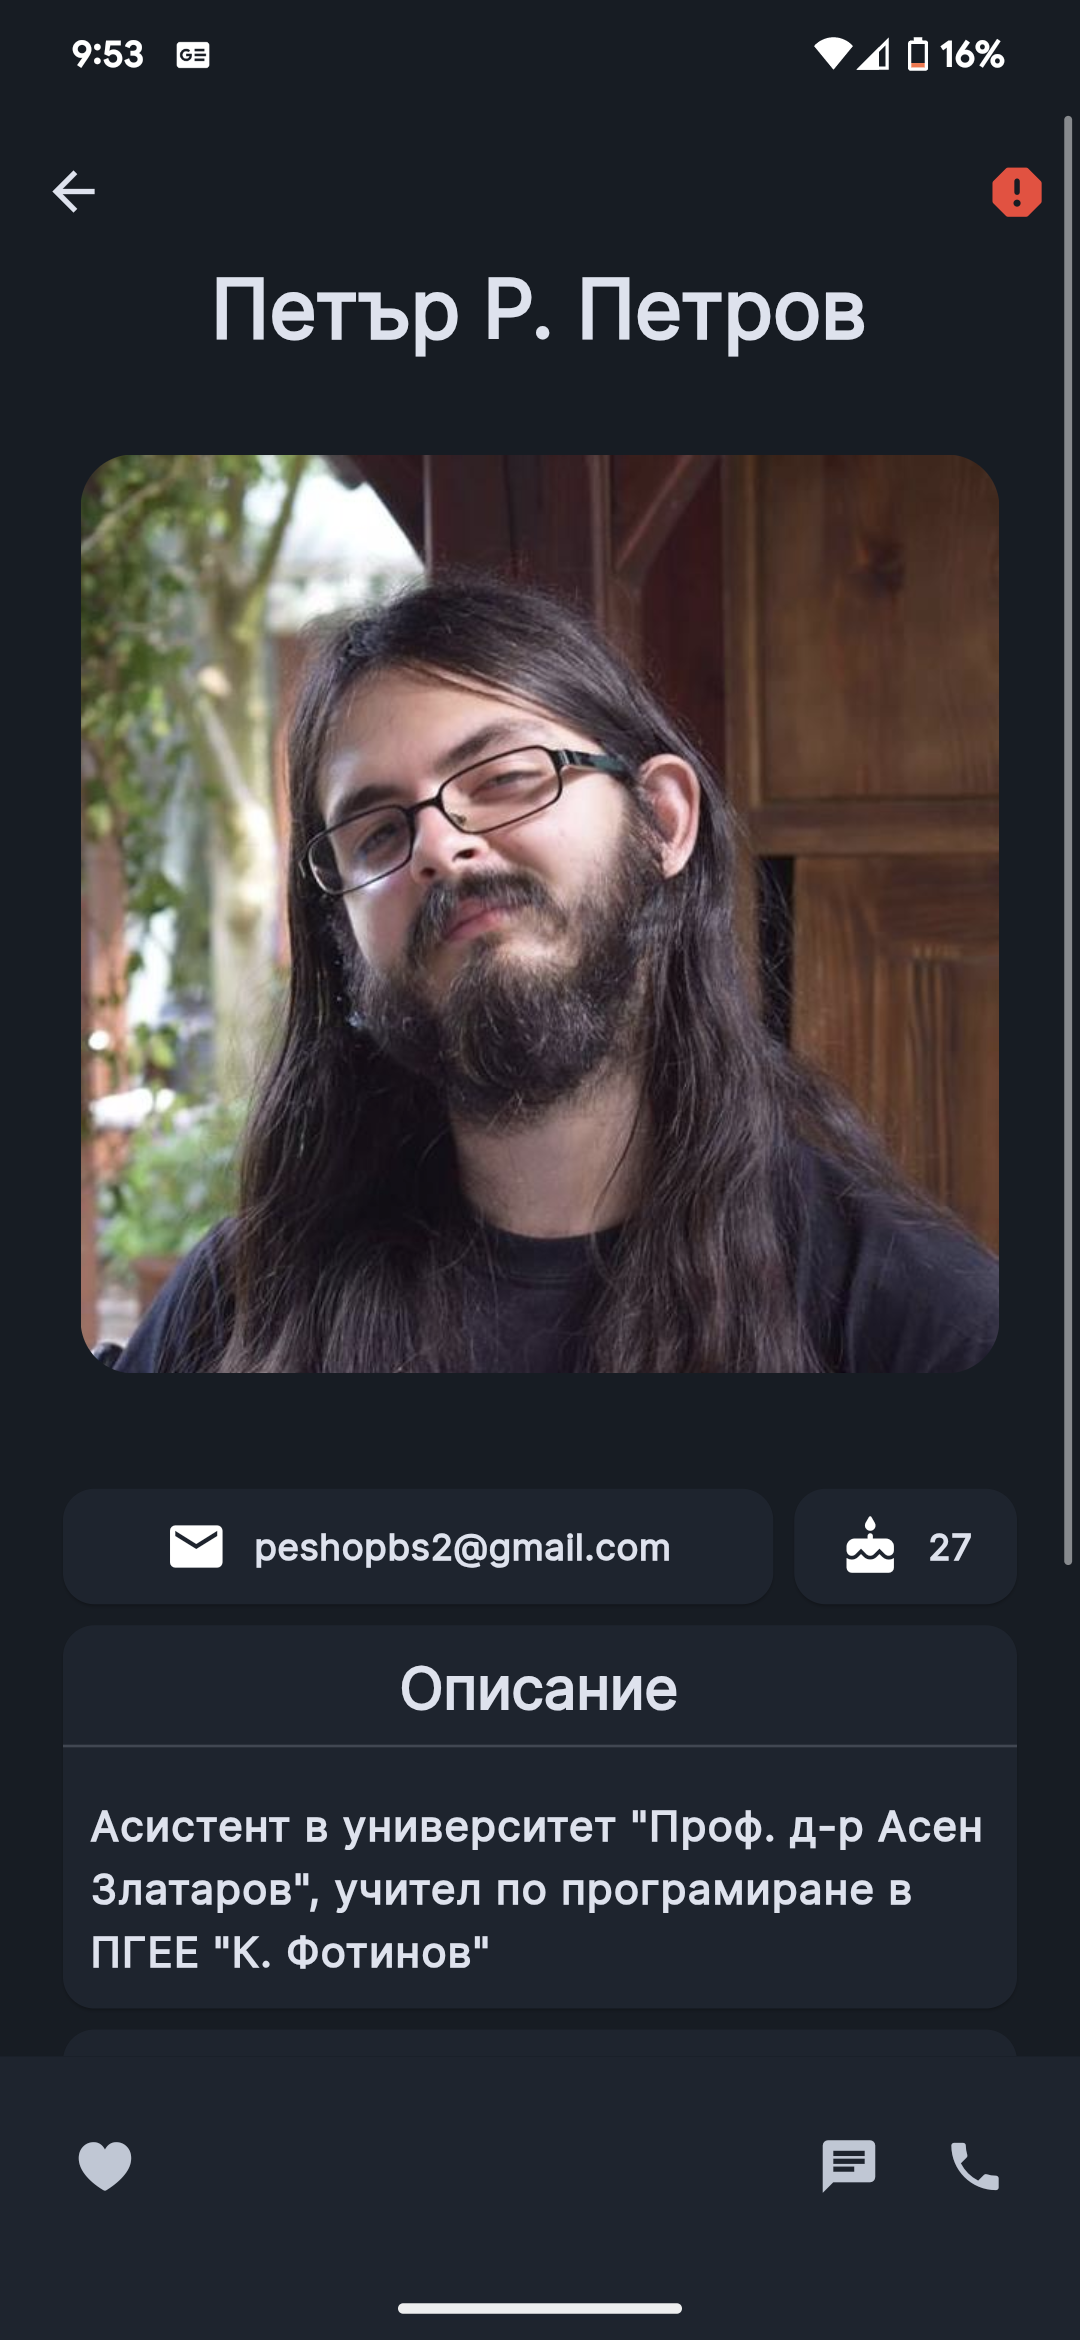 9:53
16%
Петър Р. Петров
peshopbs2@gmail.com
27
Описание
Асистент в университет "Проф. д-р Асен
Златаров", учител по програмиране в
ПГЕЕ "К. Фотинов"